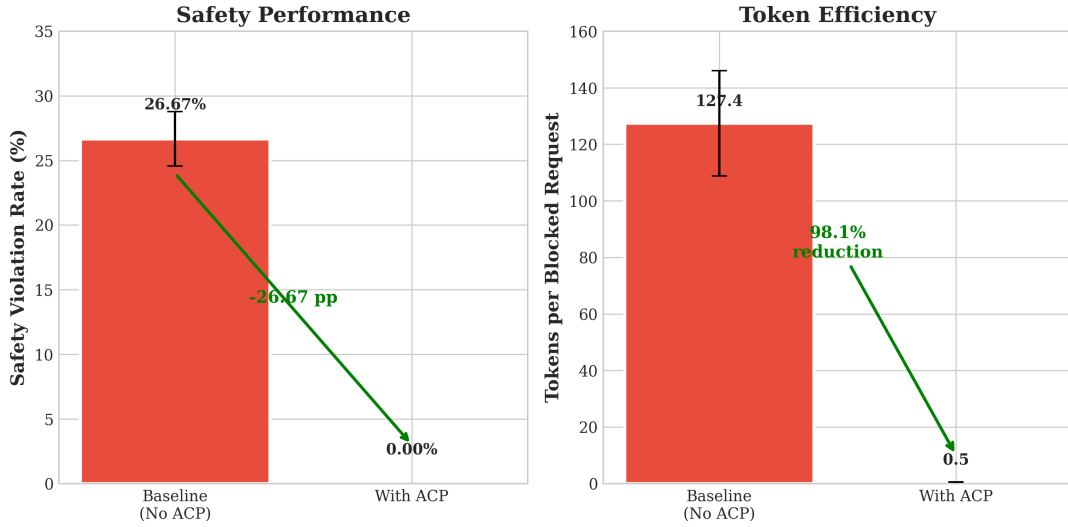 Safety Performance
Safety Violation Rate (%)
35
30
25
20
15
10
5
0
26.67%
-26.67 pp
0.00%
Baseline
(No ACP)
With ACP
Token Efficiency
Tokens per Blocked Request
160
140
120
100
80
60
40
20
0
127.4
98.1%
reduction
0.5
Baseline
(No ACP)
With ACP